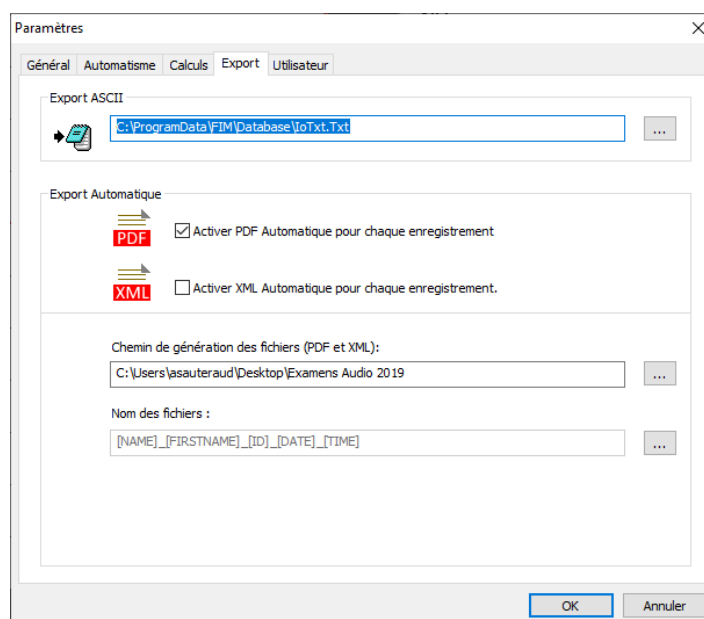 Paramètres
Général Automatisme Calculs Export Utilisateur
Export ASCII
C:\ProgramData\FIM\Database\IoTxt.Txt
...
Export Automatique
PDF
Activer PDF Automatique pour chaque enregistrement
XML
Activer XML Automatique pour chaque enregistrement.
Chemin de génération des fichiers (PDF et XML):
C:\Users\asauteraud\Desktop\Examens Audio 2019
...
Nom des fichiers :
[NAME]_[FIRSTNAME]_[ID]_[DATE]_[TIME]
...
OK Annuler